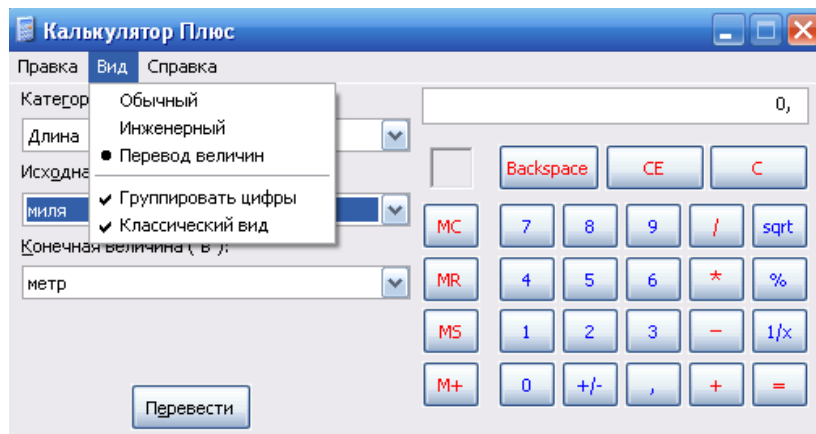 Калькулятор Плюс
Правка Вид Справка
Обычный
Инженерный
Перевод величин
Группировать цифры
Классический вид
Категор
Длина
Исходна
миля
Конечная величина ( в ):
метр
Перевести
0,
Backspace CE C
MC 7 8 9 / sqrt
MR 4 5 6 * %
MS 1 2 3 - 1/x
M+ 0 +/- , + =